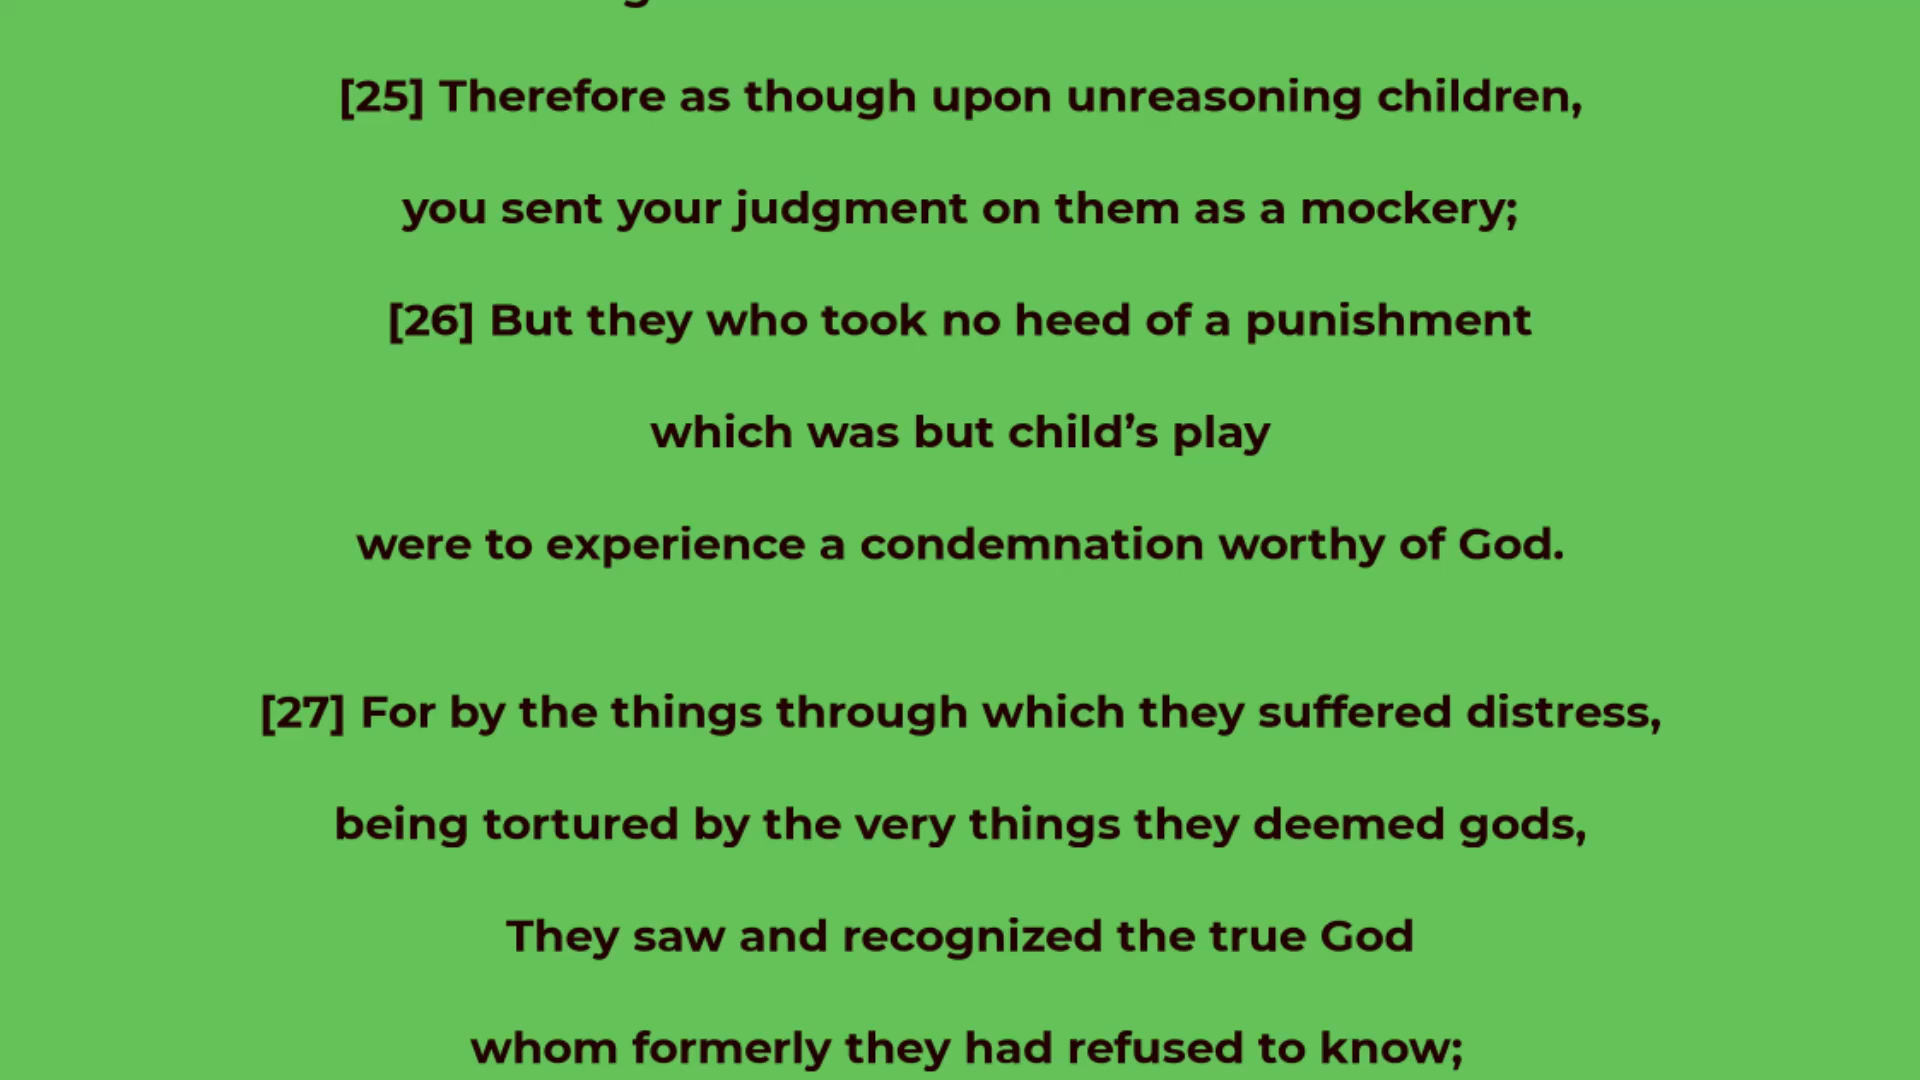 [25] Therefore as though upon unreasoning children,
you sent your judgment on them as a mockery;
[26] But they who took no heed of a punishment
which was but child’s play
were to experience a condemnation worthy of God.
[27] For by the things through which they suffered distress,
being tortured by the very things they deemed gods,
They saw and recognized the true God
whom formerly they had refused to know;